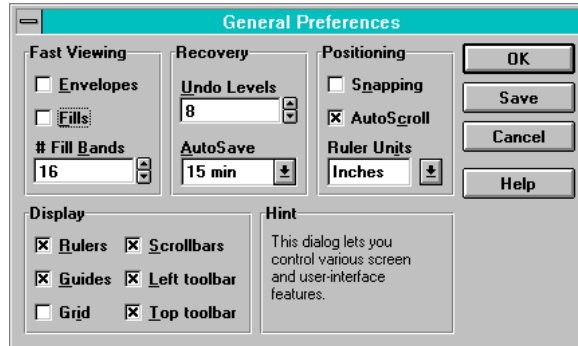 General Preferences
Fast Viewing
Envelopes
Fills
# Fill Bands
16
Recovery
Undo Levels
8
AutoSave
15 min
Positioning
Snapping
AutoScroll
Ruler Units
Inches
OK
Save
Cancel
Help
Display
Rulers
Scrollbars
Guides
Left toolbar
Grid
Top toolbar
Hint
This dialog lets you
control various screen
and user-interface
features.